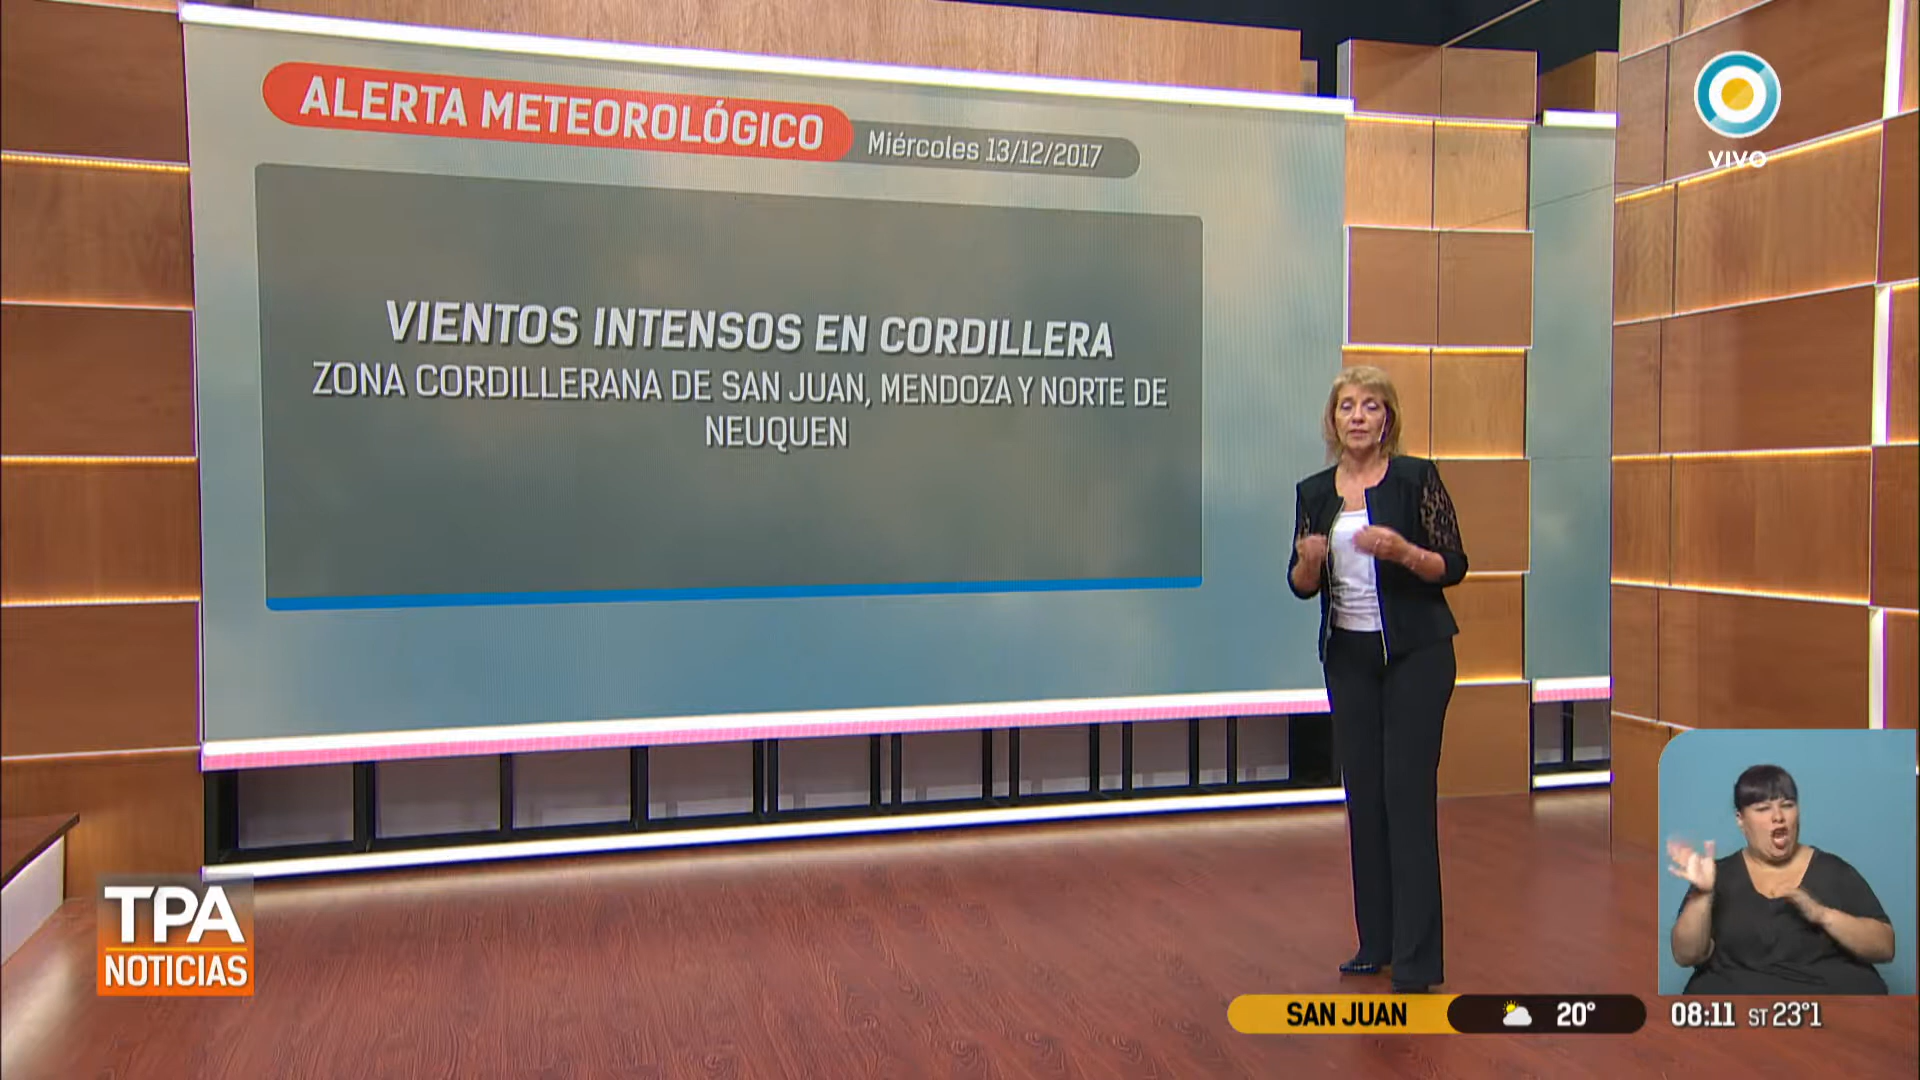 ALERTA METEOROLÓGICO
Miércoles 13/12/2017
VIVO
VIENTOS INTENSOS EN CORDILLERA
ZONA CORDILLERANA DE SAN JUAN, MENDOZA Y NORTE DE
NEUQUEN
TPA
NOTICIAS
SAN JUAN 20° 08:11 ST 23°1